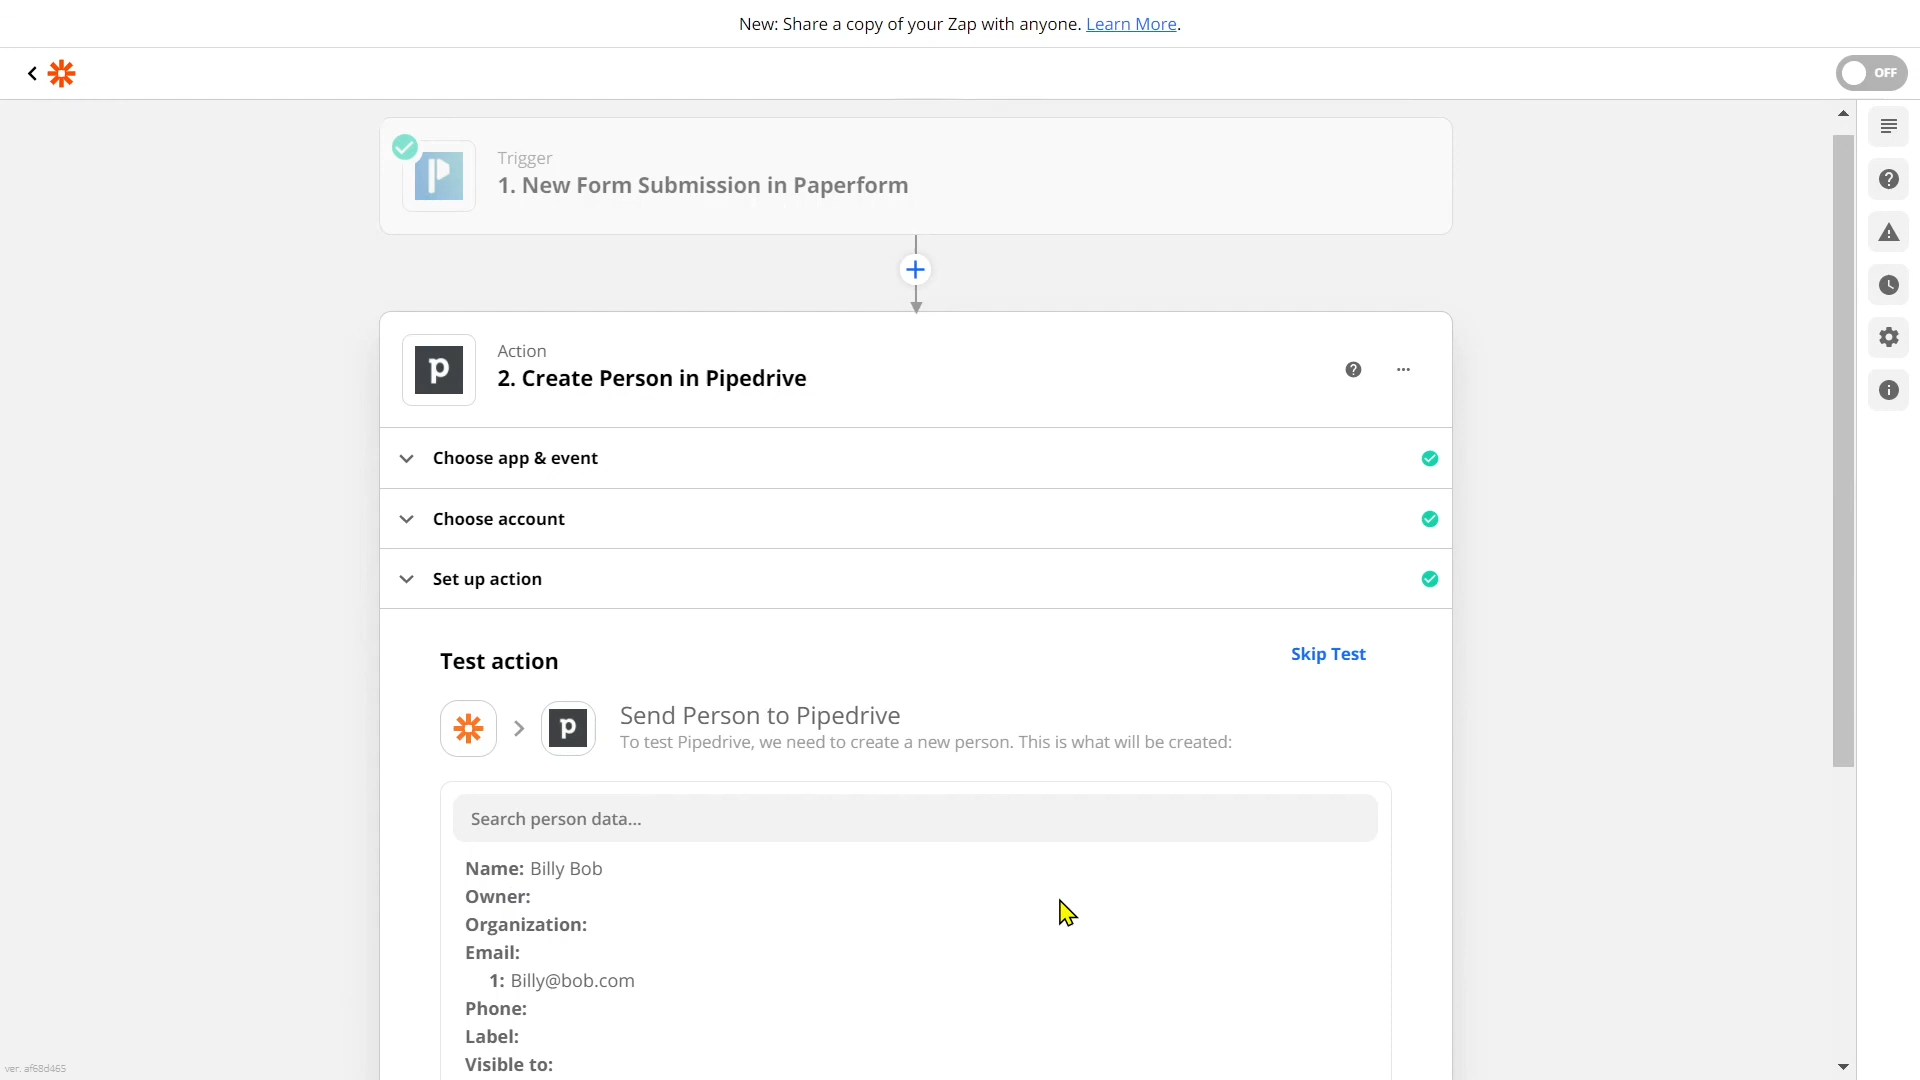 New: Share a copy of your Zap with anyone. Learn More.
OFF
Trigger
1. New Form Submission in Paperform
Action
2. Create Person in Pipedrive
Choose app & event
Choose account
Set up action
Test action
Skip Test
Send Person to Pipedrive
To test Pipedrive, we need to create a new person. This is what will be created:
Search person data...
Name: Billy Bob
Owner:
Organization:
Email:
1: Billy@bob.com
Phone:
Label:
Visible to:
ver. af68d465